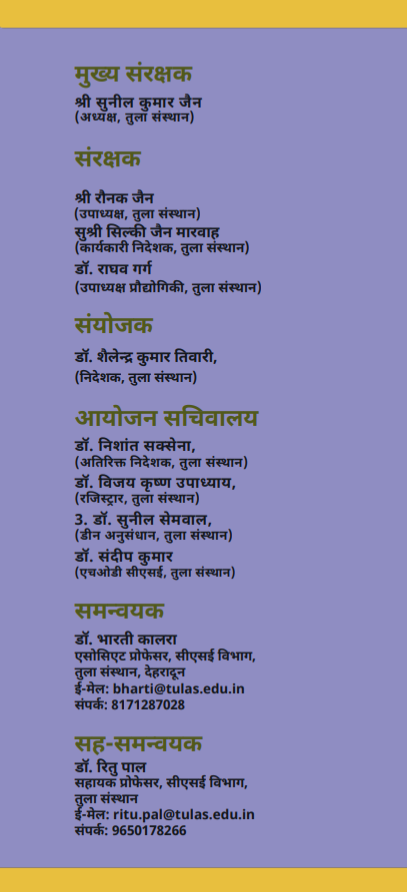 मुख्य संरक्षक
श्री सुनील कुमार जैन
(अध्यक्ष, तुला संस्थान)
संरक्षक
श्री रौनक जैन
(उपाध्यक्ष, तुला संस्थान)
सुश्री सिल्की जैन मारवाह
(कार्यकारी निदेशक, तुला संस्थान)
डॉ. राघव गर्ग
(उपाध्यक्ष प्रौद्योगिकी, तुला संस्थान)
संयोजक
डॉ. शैलेन्द्र कुमार तिवारी,
(निदेशक, तुला संस्थान)
आयोजन सचिवालय
डॉ. निशांत सक्सेना,
(अतिरिक्त निदेशक, तुला संस्थान)
डॉ. विजय कृष्ण उपाध्याय,
(रजिस्ट्रार, तुला संस्थान)
3. डॉ. सुनील सेमवाल,
(डीन अनुसंधान, तुला संस्थान)
डॉ. संदीप कुमार
(एचओडी सीएसई, तुला संस्थान)
समन्वयक
डॉ. भारती कालरा
एसोसिएट प्रोफेसर, सीएसई विभाग,
तुला संस्थान, देहरादून
ई-मेल: bharti@tulas.edu.in
संपर्क: 8171287028
सह-समन्वयक
डॉ. रितु पाल
सहायक प्रोफेसर, सीएसई विभाग,
तुला संस्थान
ई-मेल: ritu.pal@tulas.edu.in
संपर्क: 9650178266